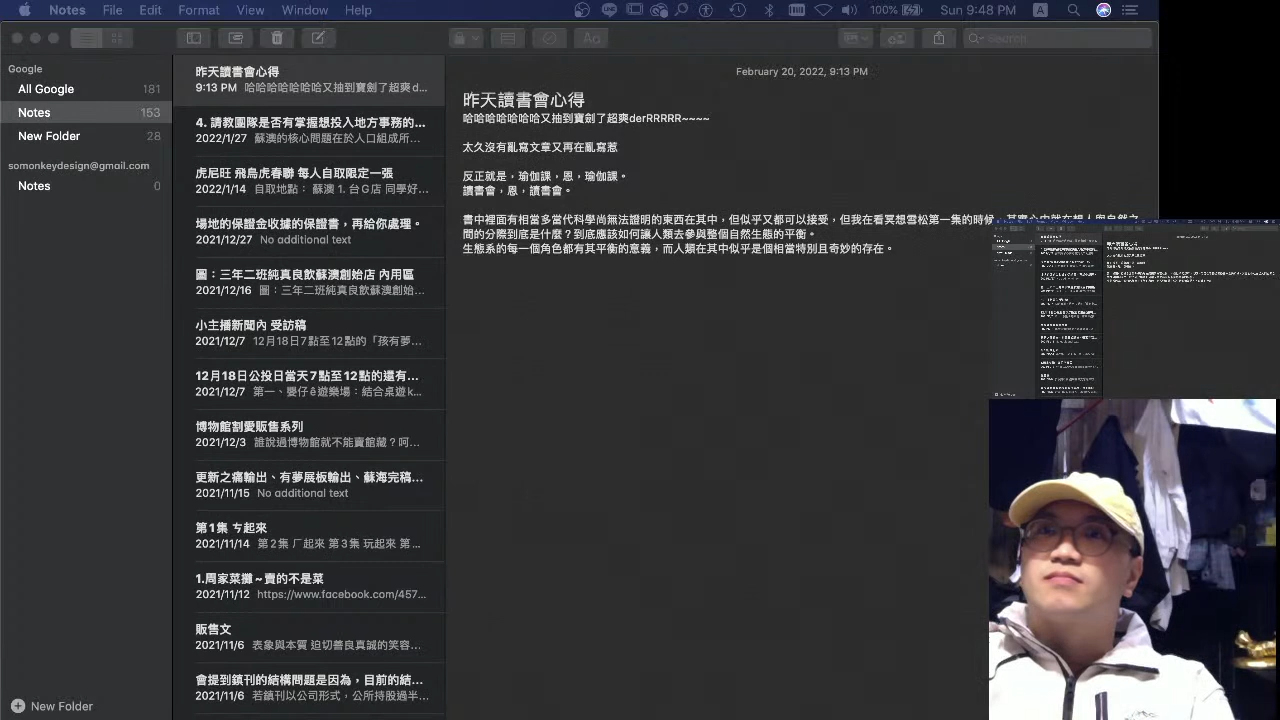 Notes File Edit Format View Window Help
100% Sun 9:48 PM A
Aa
Search
Google
All Google 181
Notes 153
New Folder 28
somonkeydesign@gmail.com
Notes 0
New Folder
昨天讀書會心得
9:13 PM 哈哈哈哈哈哈哈又抽到寶劍了超爽d...
4. 請教團隊是否有掌握想投入地方事務的...
2022/1/27 蘇澳的核心問題在於人口組成所...
虎尼旺 飛鳥虎春聯 每人自取限定一張
2022/1/14 自取地點： 蘇澳 1. 台G店 同學好...
場地的保證金收據的保證書，再給你處理。
2021/12/27 No additional text
圖：三年二班純真年代戲劇啟動 店內一區
2021/12/16 圖：三年二班純真年代蘇澳創始...
小主播新聞內 受訪稿
2021/12/7 12月18日7點至12點的「孩有夢...
12月18日公投日當天7點至12點的還有...
2021/12/7 第一、嬰仔ê遊樂場：結合桌遊k...
博物館割愛販售系列
2021/12/3 誰說過博物館就不能賣館藏？呵...
更新之痛輸出、有夢展板輸出、蘇海完稿...
2021/11/15 No additional text
第1集 ㄘ起來
2021/11/14 第2集 ㄏ起來 第3集 玩起來 第...
1.周家菜攤~賣的不是菜
2021/11/12 https://www.facebook.com/457...
販售文
2021/11/6 表象與本質 迫切善良真誠的笑容...
會提到鎮刊的結構問題是因為，目前的結...
2021/11/6 若鎮刊以公司形式，公所持股過半...
February 20, 2022, 9:13 PM
昨天讀書會心得
哈哈哈哈哈哈哈又抽到寶劍了超爽derRRRRR~~~~
太久沒有亂寫文章又再在亂寫惹
反正就是，瑜伽課，恩，瑜伽課。
讀書會，恩，讀書會。
書中裡面有相當多當代科學尚無法證明的東西在其中，但似乎又都可以接受，但我在看冥想雪松第一集的時候，其實心中就在想人與自然之
間的分際到底是什麼？到底應該如何讓人類去參與整個自然生態的平衡。
生態系的每一個角色都有其平衡的意義，而人類在其中似乎是個相當特別且奇妙的存在。